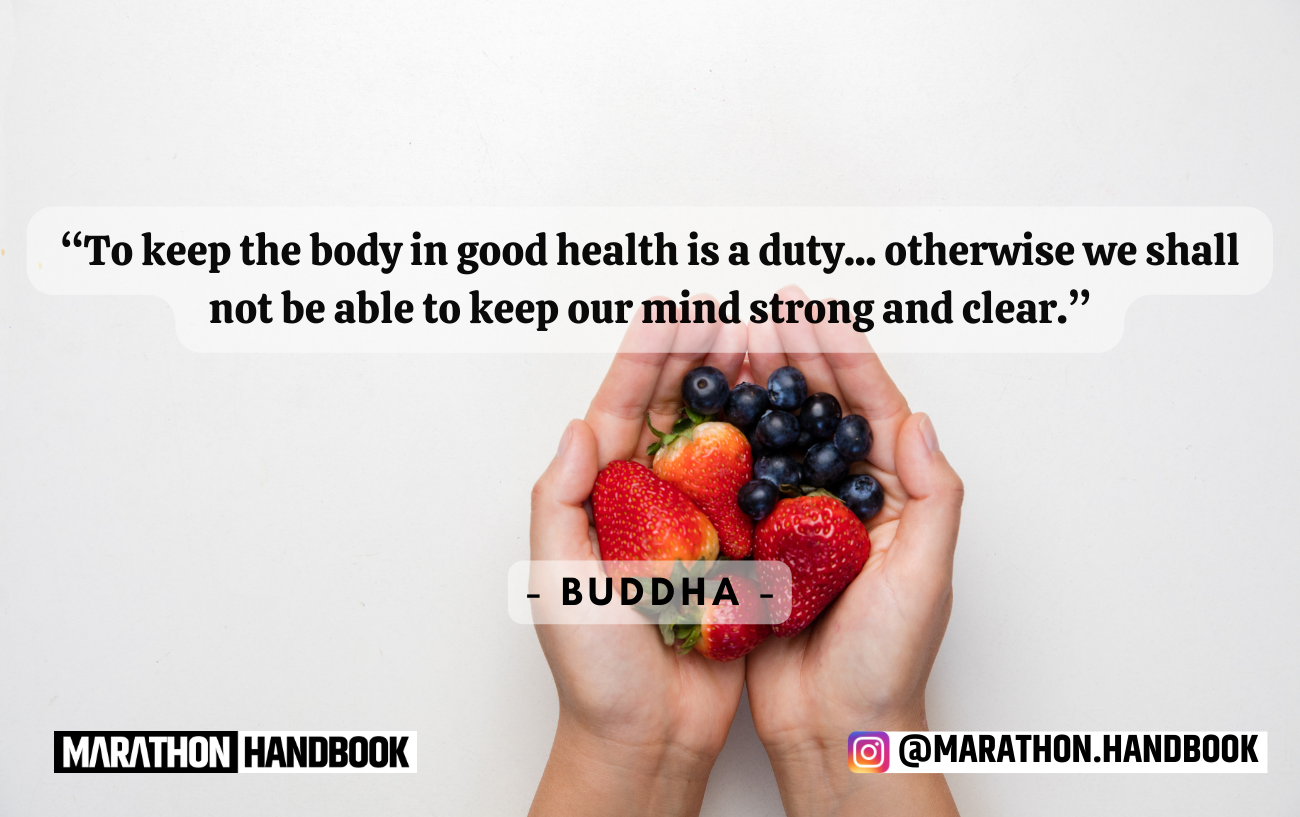 “To keep the body in good health is a duty... otherwise we shall
not be able to keep our mind strong and clear.”
- BUDDHA -
MARATHON HANDBOOK
@MARATHON.HANDBOOK